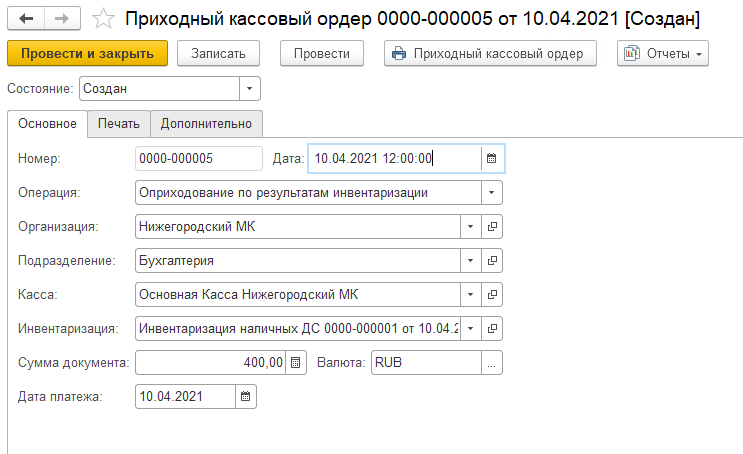 Приходный кассовый ордер 0000-000005 от 10.04.2021 [Создан]
Провести и закрыть Записать Провести Приходный кассовый ордер Отчеты
Состояние: Создан
Основное Печать Дополнительно
Номер: 0000-000005 Дата: 10.04.2021 12:00:00
Операция: Оприходование по результатам инвентаризации
Организация: Нижегородский МК
Подразделение: Бухгалтерия
Касса: Основная Касса Нижегородский МК
Инвентаризация: Инвентаризация наличных ДС 0000-000001 от 10.04.2
Сумма документа: 400,00 Валюта: RUB ...
Дата платежа: 10.04.2021